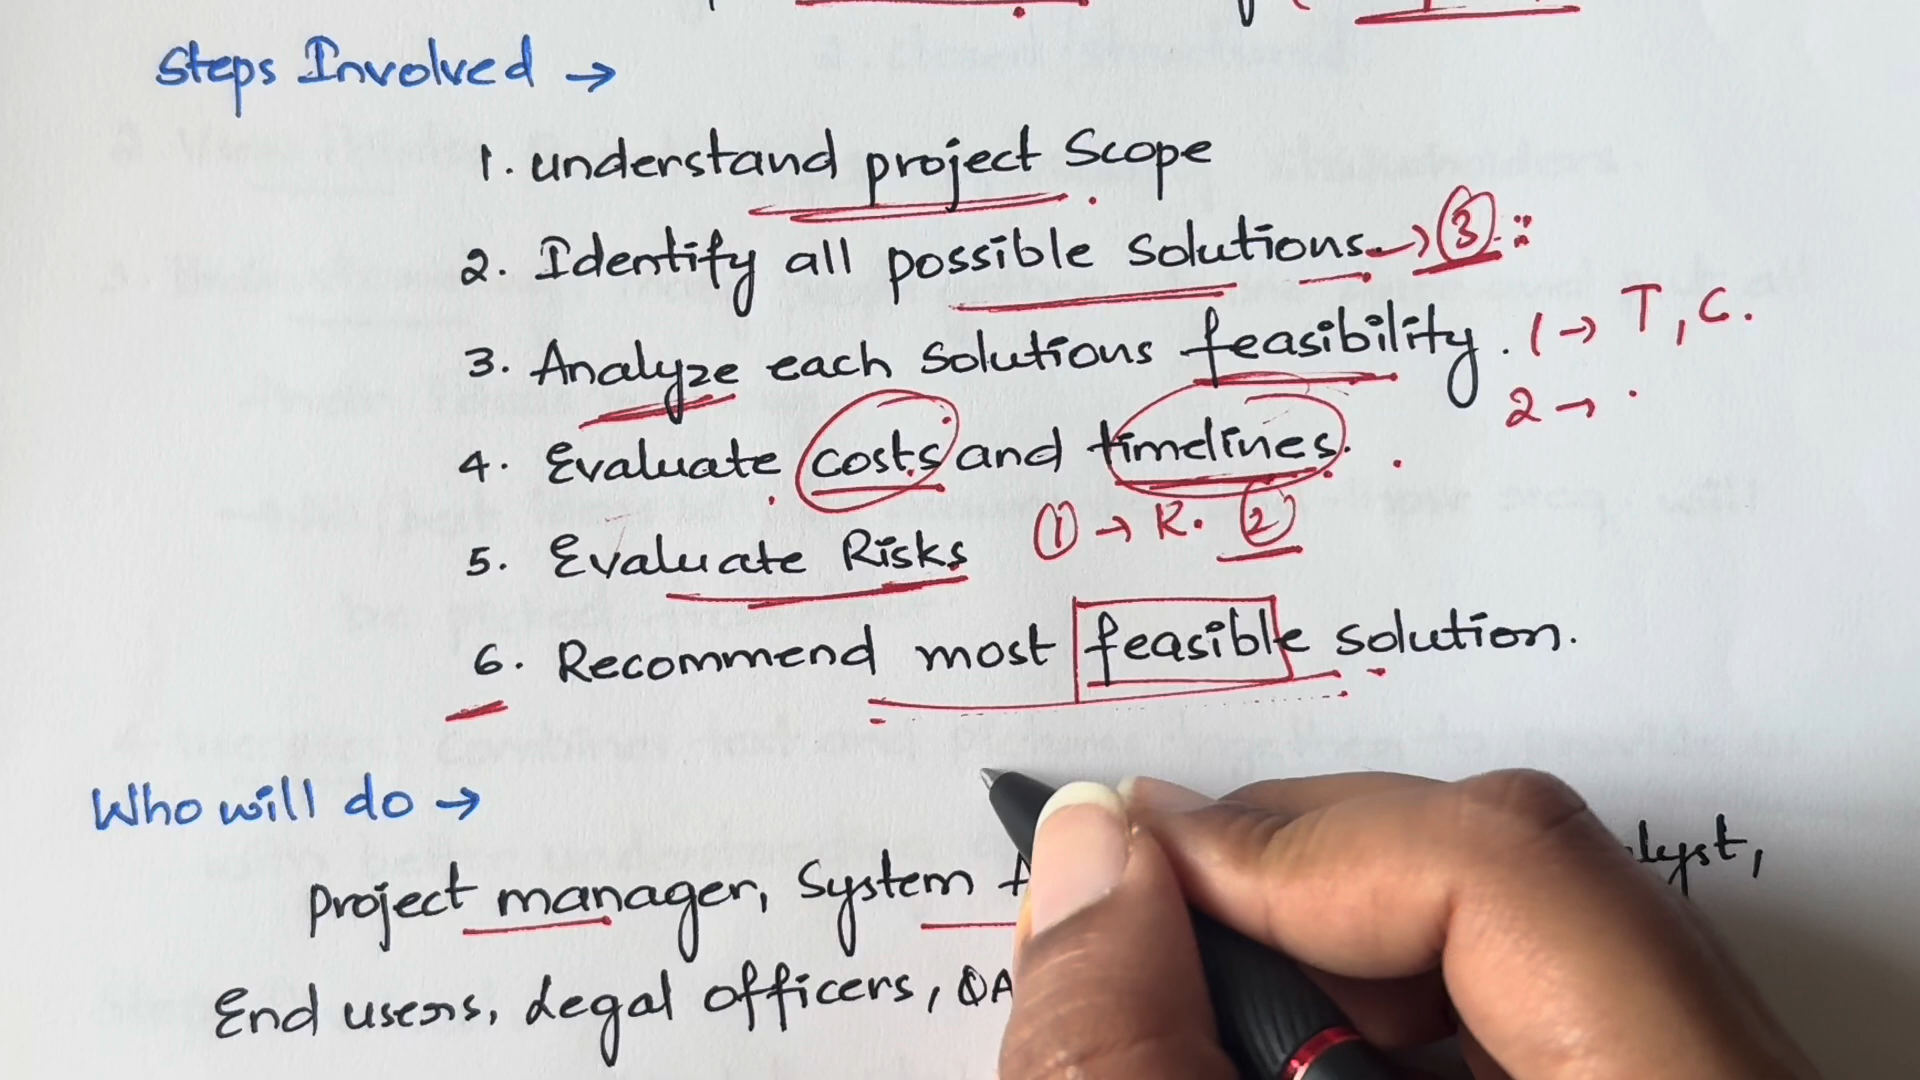 Steps Involved →
1. understand project Scope
2. Identify all possible solutions. → 3
3. Analyze each solutions feasibility. 1 → T, C.
2 →
4. Evaluate costs and timelines.
5. Evaluate Risks 1 → R. 2
6. Recommend most feasible solution.
Who will do →
Project manager, System
End users, Legal officers, QA